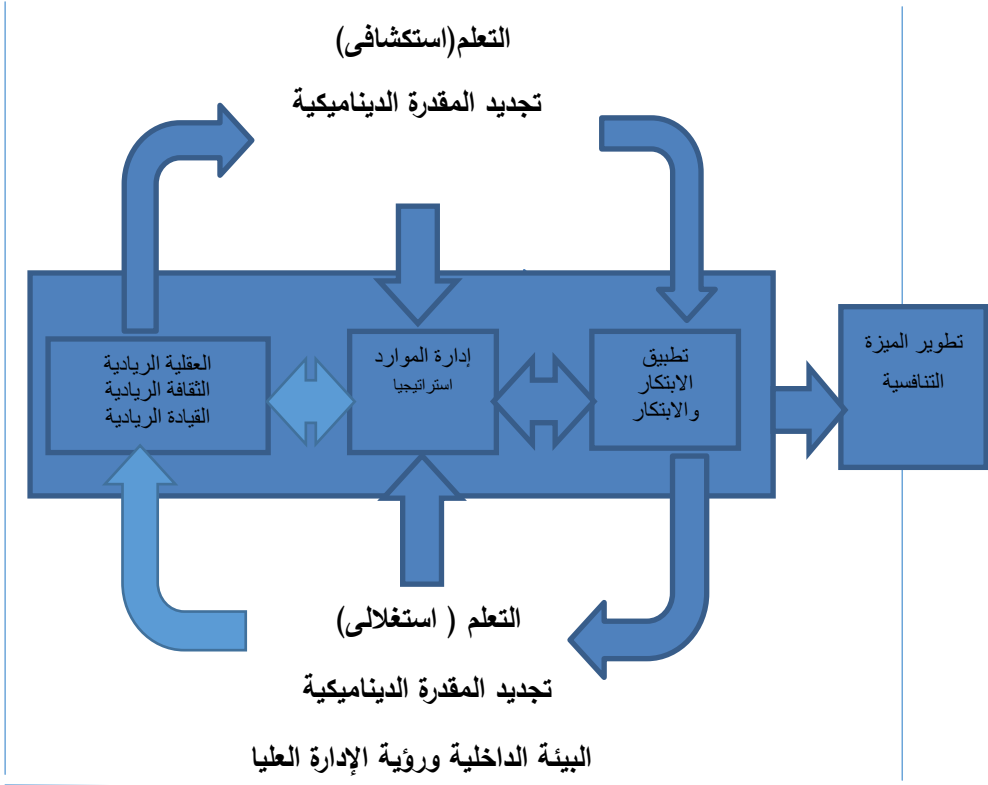 التعلم(استكشافى)
تجديد المقدرة الديناميكية
العقلية الريادية
الثقافة الريادية
القيادة الريادية
إدارة الموارد
استراتيجيا
تطبيق
الابتكار
والابتكار
تطوير الميزة
التنافسية
التعلم ( استغلالى)
تجديد المقدرة الديناميكية
البيئة الداخلية ورؤية الإدارة العليا